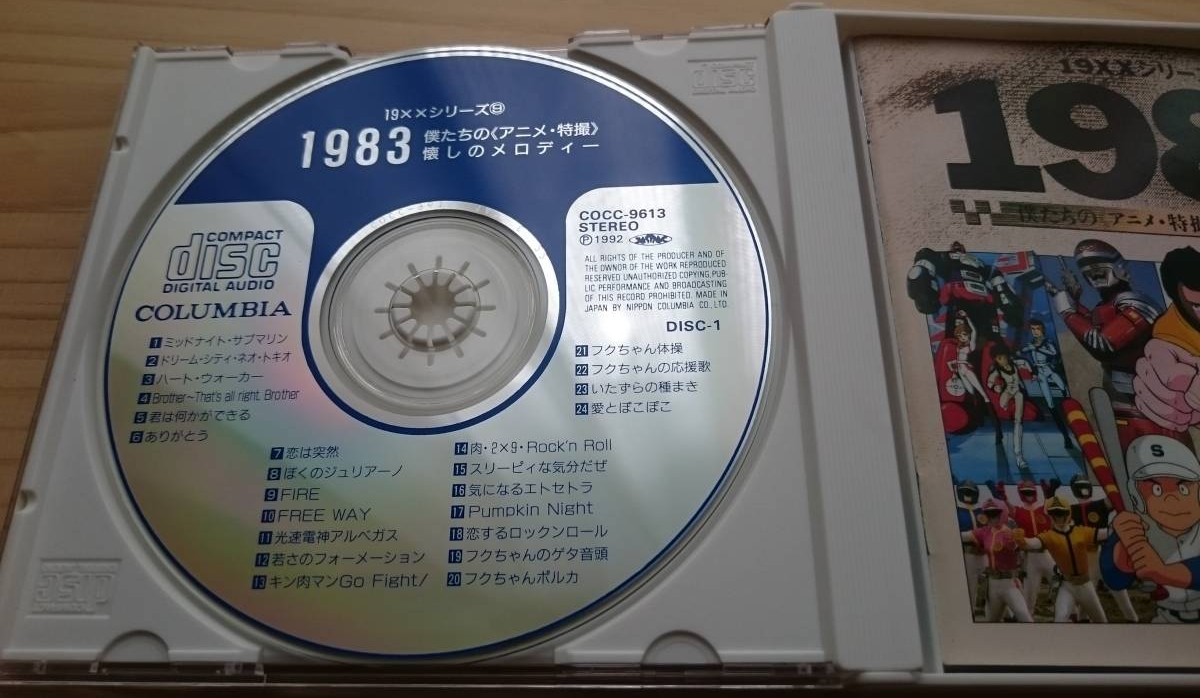 19××シリーズ⑧
1983
僕たちの《アニメ・特撮》
懐しのメロディー
COMPACT
disc
DIGITAL AUDIO
COLUMBIA
COCC-9613
STEREO
Ⓟ1992
ALL RIGHTS OF THE PRODUCER AND OF
THE OWNOR OF THE WORK REPRODUCED
RESERVED UNAUTHORIZED COPYING, PUB-
LIC PERFORMANCE AND BROADCASTING
OF THIS RECORD PROHIBITED. MADE IN
JAPAN BY NIPPON COLUMBIA CO., LTD.
DISC-1
1 ミッドナイト・サブマリン
2 ドリーム・シティ・ネオ・トキオ
3 ハート・ウォーカー
4 Brother~That's all right, Brother
5 君は何かができる
6 ありがとう
7 恋は突然
8 ぼくのジュリアーノ
9 FIRE
10 FREE WAY
11 光速電神アルベガス
12 若さのフォーメーション
13 キン肉マンGo Fight!
14 肉・2×9・Rock'n Roll
15 スリーピィな気分だぜ
16 気になるエトセトラ
17 Pumpkin Night
18 恋するロックンロール
19 フクちゃんのゲタ音頭
20 フクちゃんポルカ
21 フクちゃん体操
22 フクちゃんの応援歌
23 いたずらの種まき
24 愛とぽこぽこ
disc
disc
19××シリー
198
僕たちの《アニメ・特撮
S